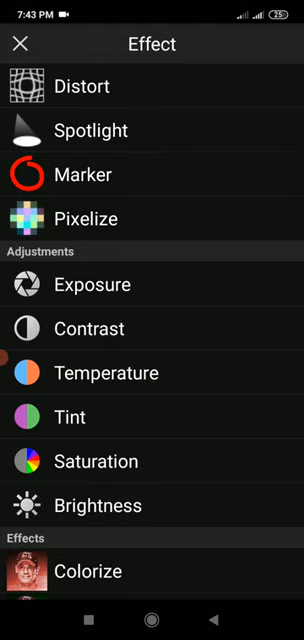 7:43 PM
25
Effect
Distort
Spotlight
Marker
Pixelize
Adjustments
Exposure
Contrast
Temperature
Tint
Saturation
Brightness
Effects
Colorize